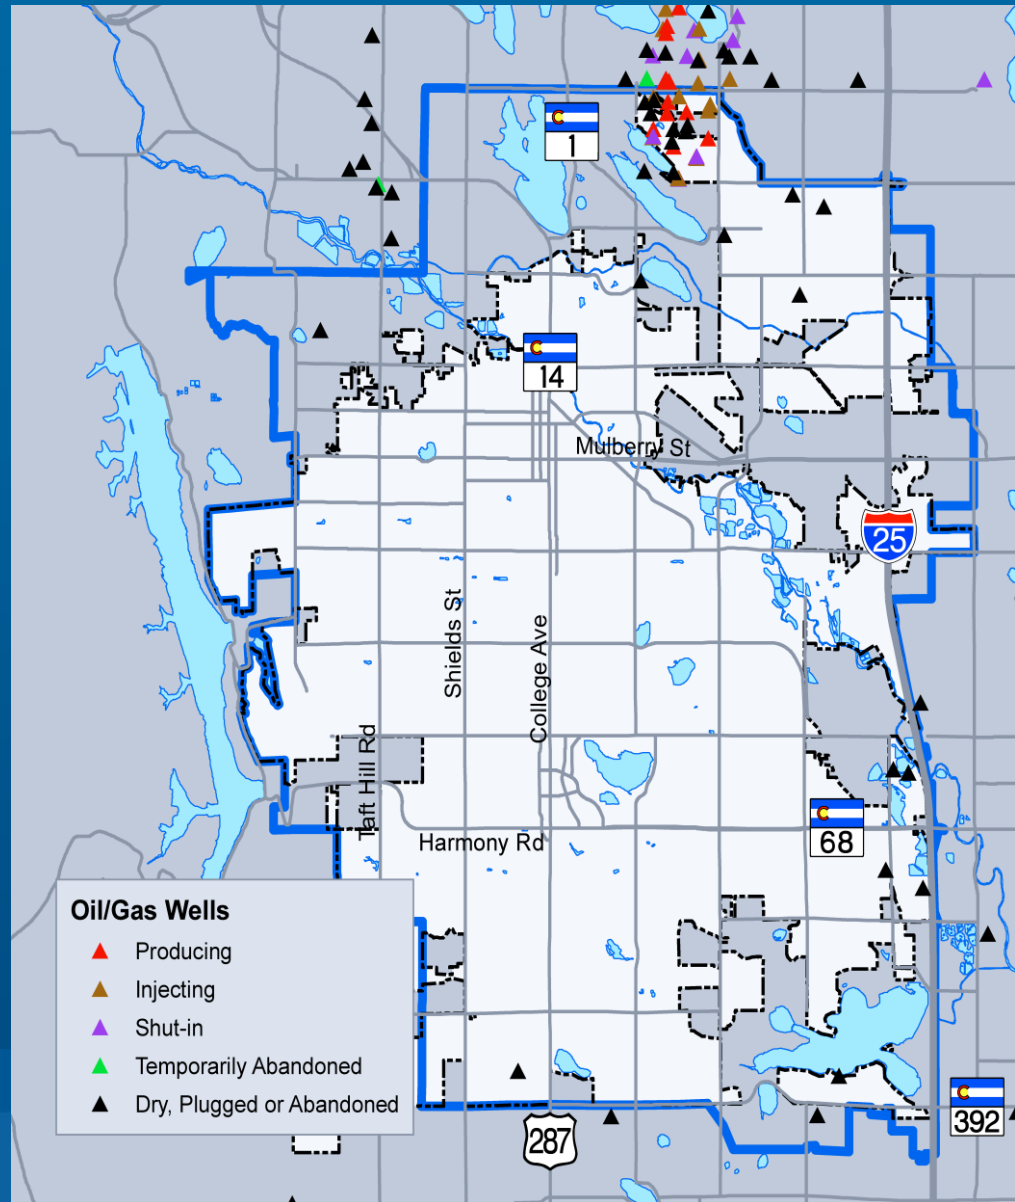 C
1
C
14
Mulberry St
25
Shields St
College Ave
Taft Hill Rd
C
68
Harmony Rd
Oil/Gas Wells
Producing
Injecting
Shut-in
Temporarily Abandoned
Dry, Plugged or Abandoned
C
392
287